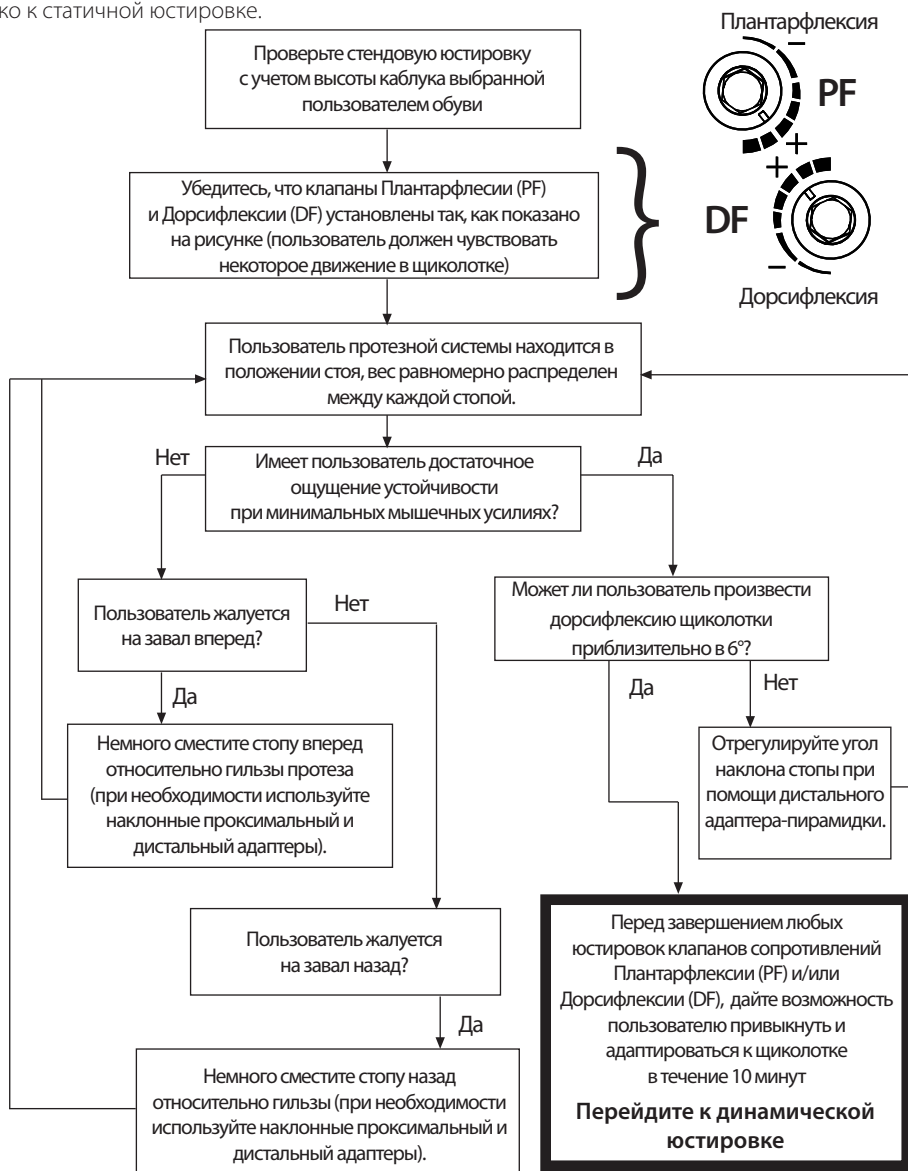 ко к статичной юстировке.
Плантарфлексия
−
PF
+
+
DF
−
Дорсифлексия
Проверьте стендовую юстировку
с учетом высоты каблука выбранной
пользователем обуви
Убедитесь, что клапаны Плантарфлесии (PF)
и Дорсифлексии (DF) установлены так, как показано
на рисунке (пользователь должен чувствовать
некоторое движение в щиколотке)
Пользователь протезной системы находится в
положении стоя, вес равномерно распределен
между каждой стопой.
Нет
Имеет пользователь достаточное
ощущение устойчивости
при минимальных мышечных усилиях?
Да
Пользователь жалуется
на завал вперед?
Нет
Да
Немного сместите стопу вперед
относительно гильзы протеза
(при необходимости используйте
наклонные проксимальный и
дистальный адаптеры).
Может ли пользователь произвести
дорсифлексию щиколотки
приблизительно в 6°?
Да
Нет
Отрегулируйте угол
наклона стопы при
помощи дистального
адаптера-пирамидки.
Пользователь жалуется
на завал назад?
Да
Немного сместите стопу назад
относительно гильзы (при необходимости
используйте наклонные проксимальный и
дистальный адаптеры).
Перед завершением любых
юстировок клапанов сопротивлений
Плантарфлексии (PF) и/или
Дорсифлексии (DF), дайте возможность
пользователю привыкнуть и
адаптироваться к щиколотке
в течение 10 минут
Перейдите к динамической
юстировке